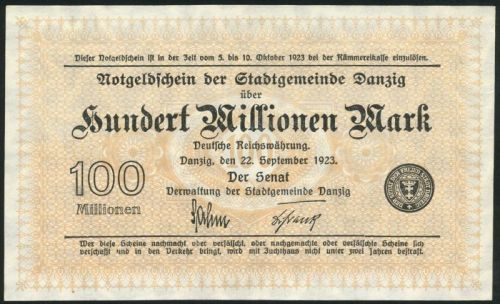 Dieser Notgeldschein ist in der Zeit vom 5. bis 10. Oktober 1923 bei der Kämmereikasse einzulösen.
Notgeldschein der Stadtgemeinde Danzig
über
Hundert Millionen Mark
Deutsche Reichswährung.
Danzig, den 22. September 1923.
100
Millionen
Der Senat
Verwaltung der Stadtgemeinde Danzig
Wer diese Scheine nachmacht oder verfälscht, oder nachgemachte oder verfälschte Scheine sich
verschafft und in den Verkehr bringt, wird mit Zuchthaus nicht unter zwei Jahren bestraft.